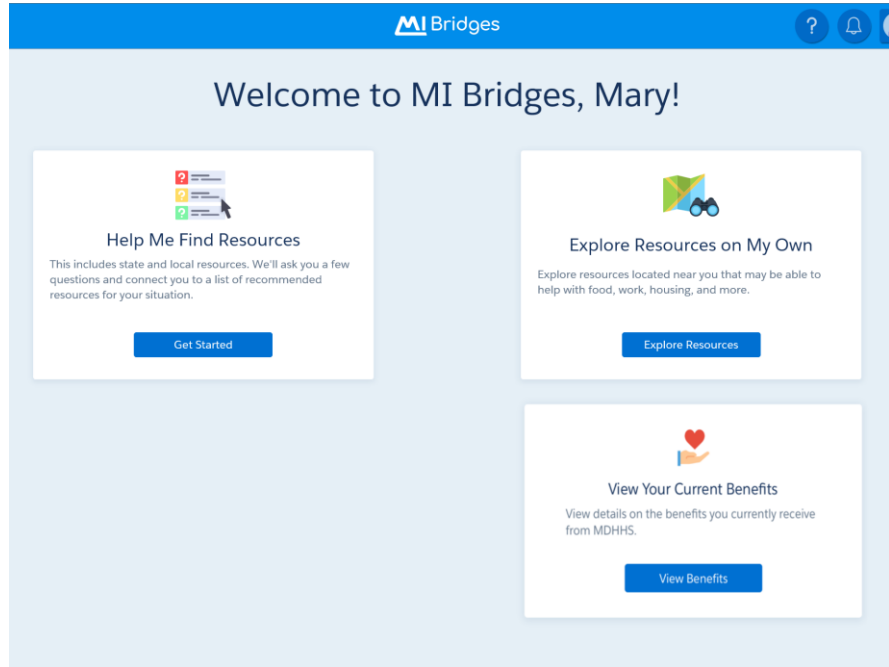 MI Bridges
?
Welcome to MI Bridges, Mary!
?
?
?
Help Me Find Resources
This includes state and local resources. We'll ask you a few
questions and connect you to a list of recommended
resources for your situation.
Get Started
Explore Resources on My Own
Explore resources located near you that may be able to
help with food, work, housing, and more.
Explore Resources
View Your Current Benefits
View details on the benefits you currently receive
from MDHHS.
View Benefits